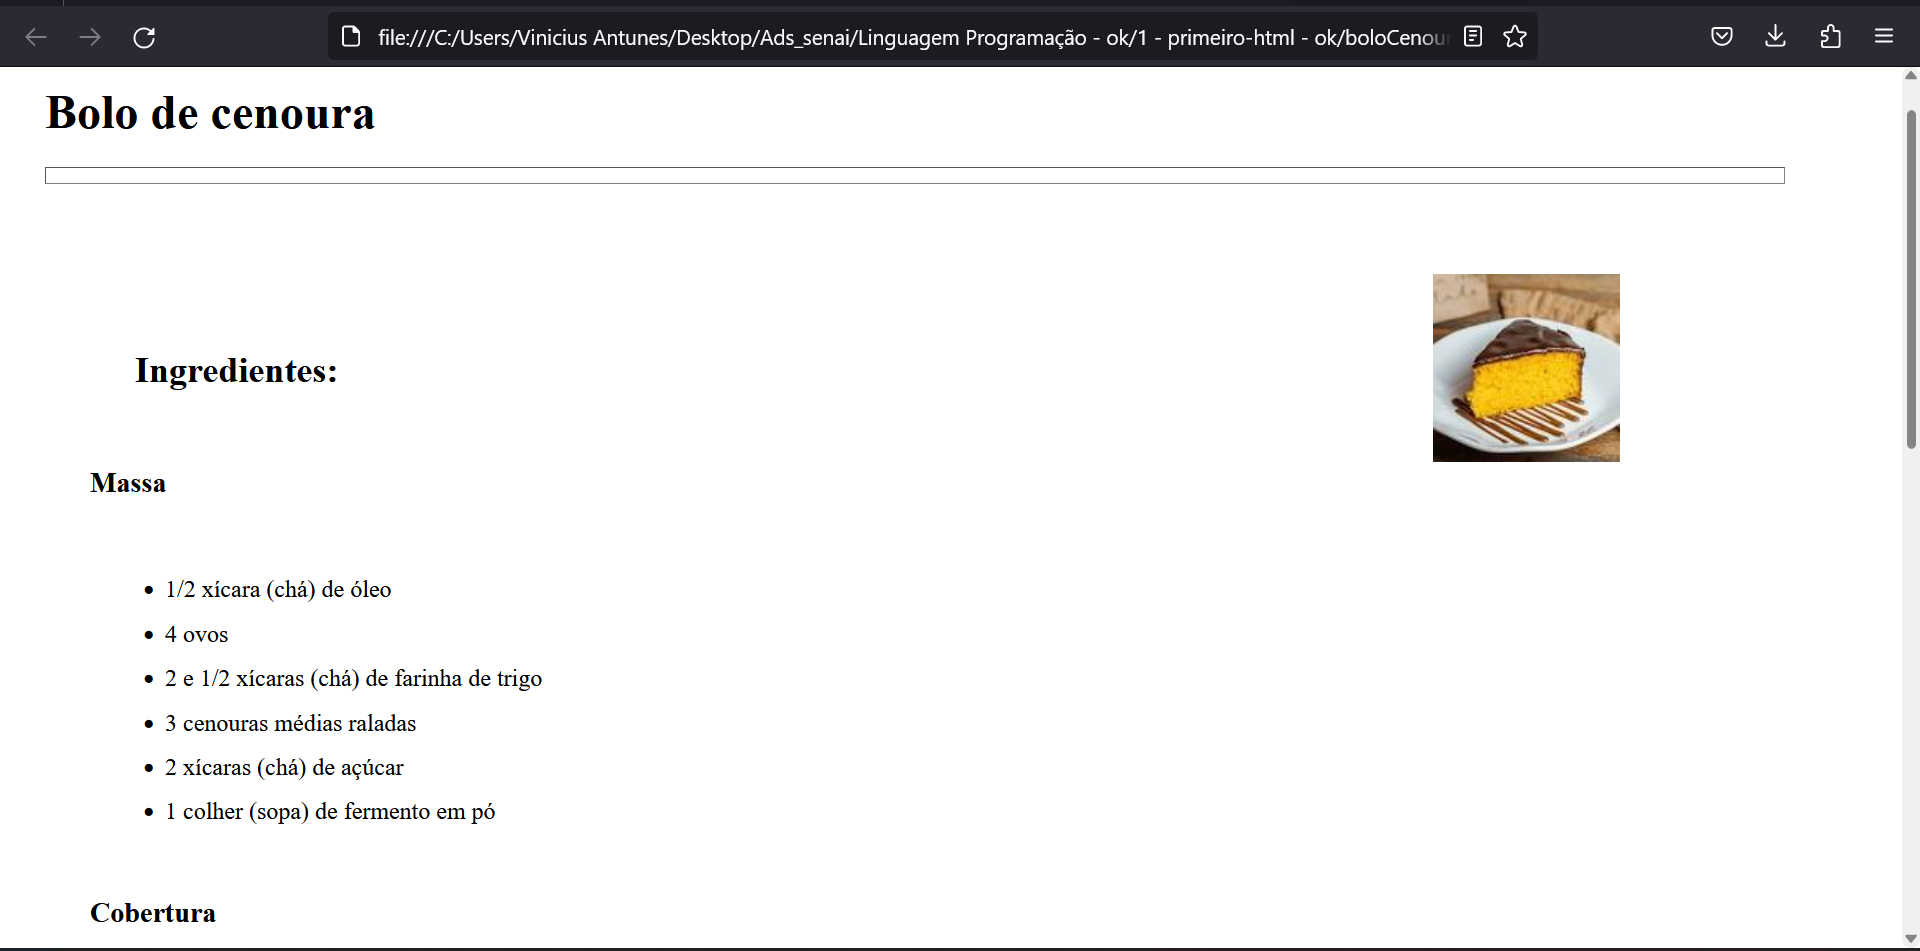 file:///C:/Users/Vinicius Antunes/Desktop/Ads_senai/Linguagem Programação - ok/1 - primeiro-html - ok/boloCenou
Bolo de cenoura
Ingredientes:
Massa
• 1/2 xícara (chá) de óleo
• 4 ovos
• 2 e 1/2 xícaras (chá) de farinha de trigo
• 3 cenouras médias raladas
• 2 xícaras (chá) de açúcar
• 1 colher (sopa) de fermento em pó
Cobertura